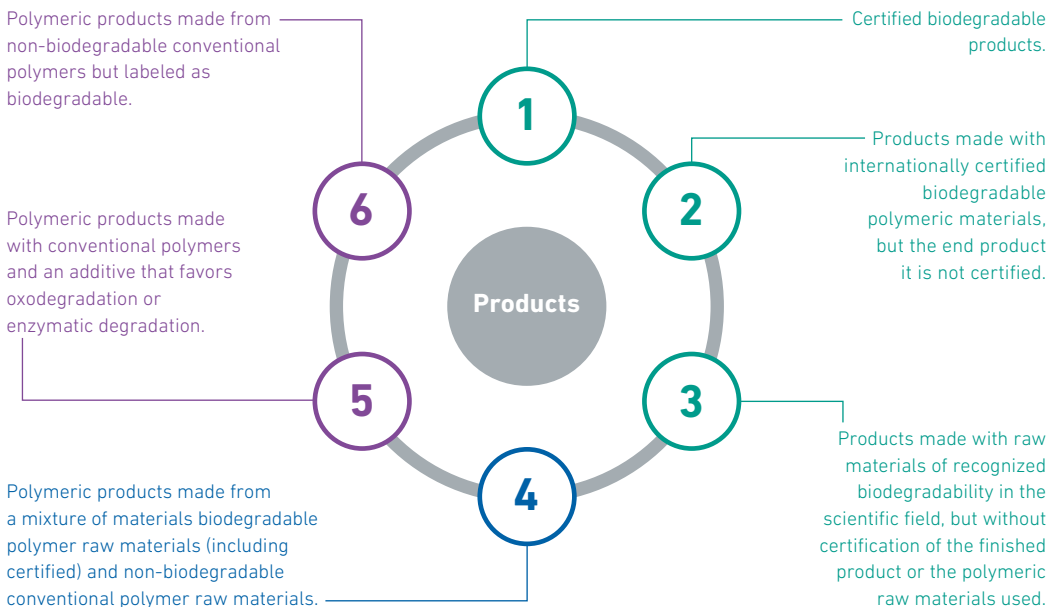 Products
1
Certified biodegradable
products.
2
Products made with
internationally certified
biodegradable
polymeric materials,
but the end product
it is not certified.
3
Products made with raw
materials of recognized
biodegradability in the
scientific field, but without
certification of the finished
product or the polymeric
raw materials used.
4
Polymeric products made from
a mixture of materials biodegradable
polymer raw materials (including
certified) and non-biodegradable
conventional polymer raw materials.
5
Polymeric products made
with conventional polymers
and an additive that favors
oxodegradation or
enzymatic degradation.
6
Polymeric products made from
non-biodegradable conventional
polymers but labeled as
biodegradable.